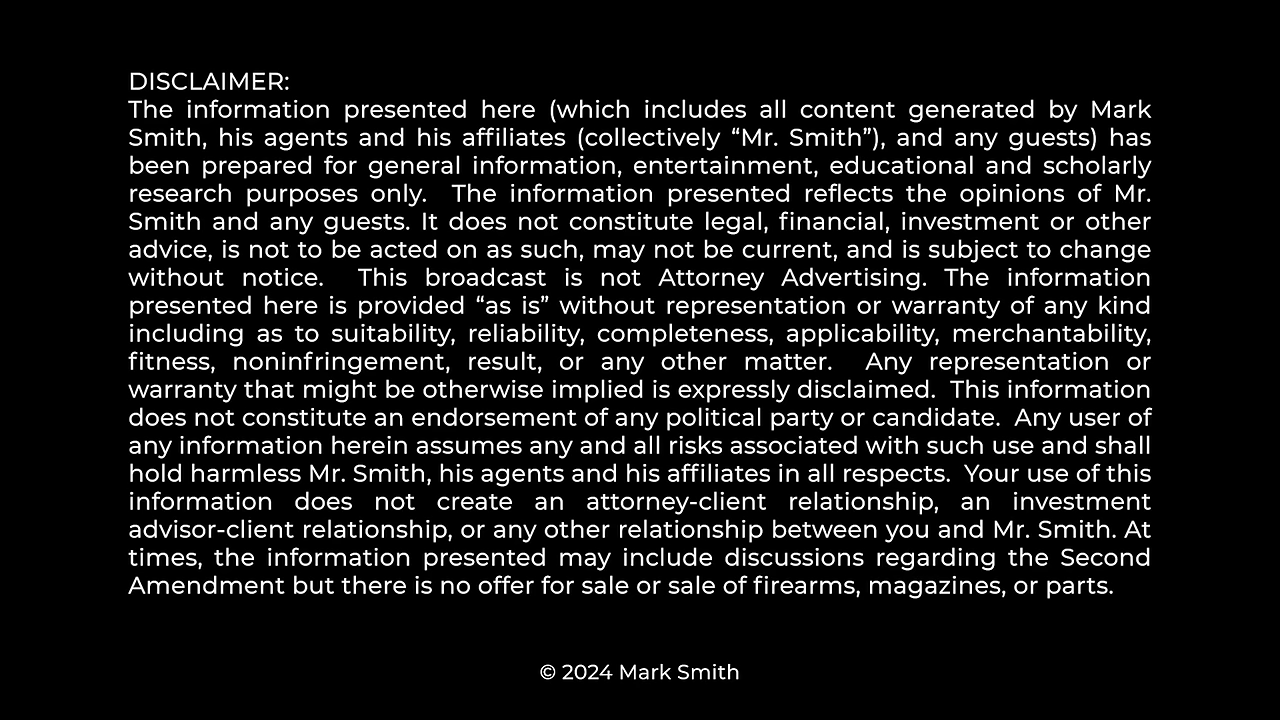 DISCLAIMER:
The information presented here (which includes all content generated by Mark
Smith, his agents and his affiliates (collectively “Mr. Smith”), and any guests) has
been prepared for general information, entertainment, educational and scholarly
research purposes only.  The information presented reflects the opinions of Mr.
Smith and any guests. It does not constitute legal, financial, investment or other
advice, is not to be acted on as such, may not be current, and is subject to change
without notice.  This broadcast is not Attorney Advertising. The information
presented here is provided “as is” without representation or warranty of any kind
including as to suitability, reliability, completeness, applicability, merchantability,
fitness, noninfringement, result, or any other matter.  Any representation or
warranty that might be otherwise implied is expressly disclaimed.  This information
does not constitute an endorsement of any political party or candidate.  Any user of
any information herein assumes any and all risks associated with such use and shall
hold harmless Mr. Smith, his agents and his affiliates in all respects.  Your use of this
information does not create an attorney-client relationship, an investment
advisor-client relationship, or any other relationship between you and Mr. Smith. At
times, the information presented may include discussions regarding the Second
Amendment but there is no offer for sale or sale of firearms, magazines, or parts.
© 2024 Mark Smith